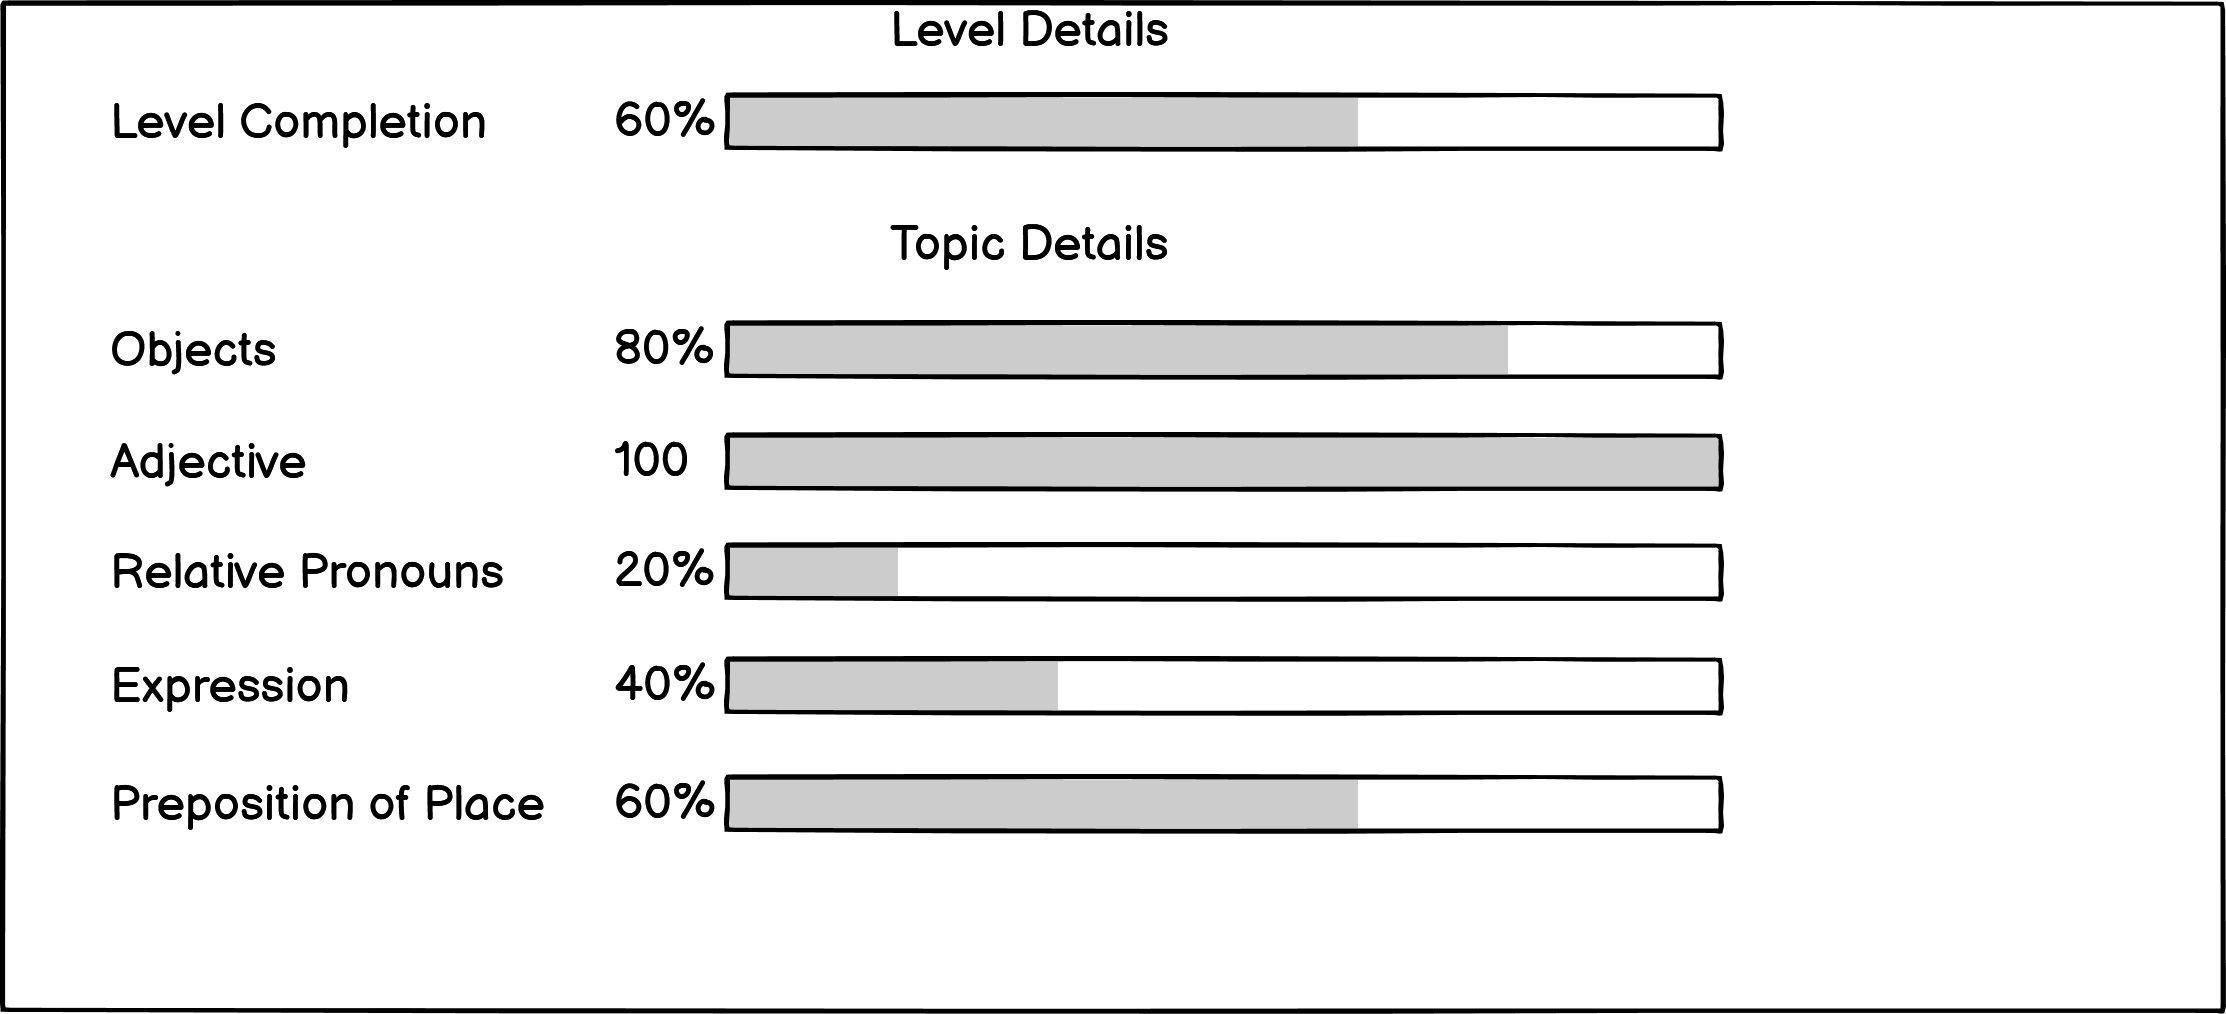 Level Details
Level Completion 60%
Topic Details
Objects 80%
Adjective 100
Relative Pronouns 20%
Expression 40%
Preposition of Place 60%